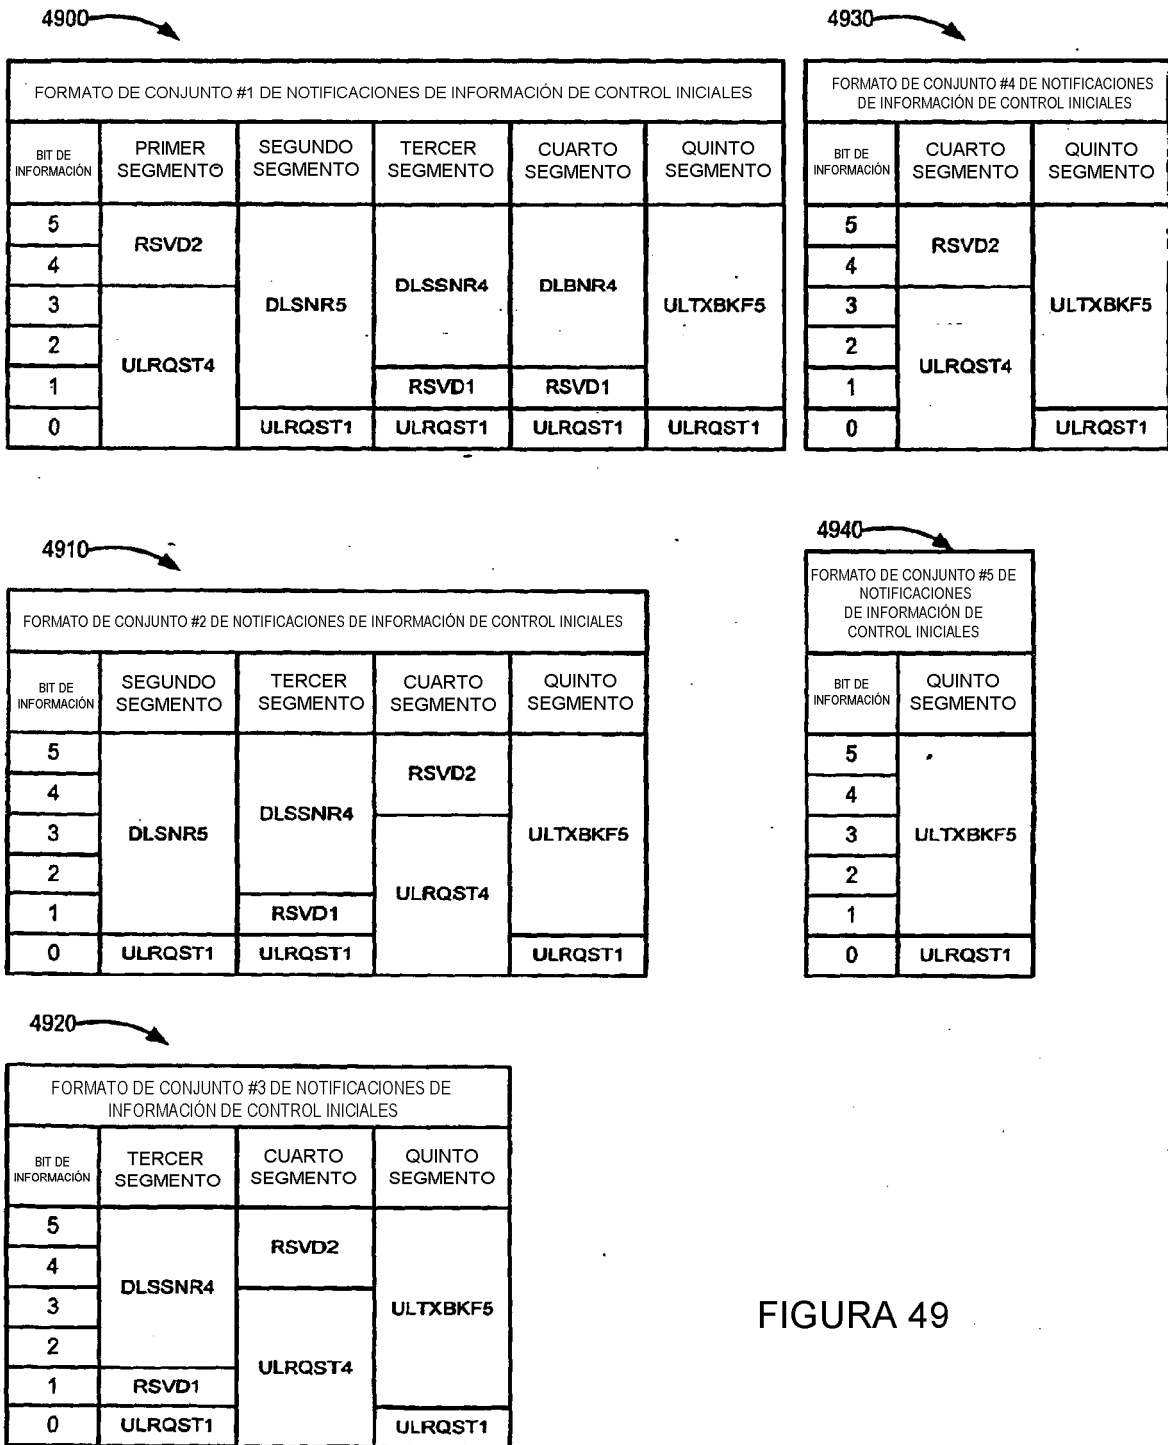 4900
FORMATO DE CONJUNTO #1 DE NOTIFICACIONES DE INFORMACIÓN DE CONTROL INICIALES
BIT DE INFORMACIÓN PRIMER SEGMENTO SEGUNDO SEGMENTO TERCER SEGMENTO CUARTO SEGMENTO QUINTO SEGMENTO
5 RSVD2 DLSNR5 DLSSNR4 DLBNR4 ULTXBKF5
4
3 ULRQST4
2
1 RSVD1 RSVD1
0 ULRQST1 ULRQST1 ULRQST1 ULRQST1
4930
FORMATO DE CONJUNTO #4 DE NOTIFICACIONES
DE INFORMACIÓN DE CONTROL INICIALES
BIT DE INFORMACIÓN CUARTO SEGMENTO QUINTO SEGMENTO
5 RSVD2 ULTXBKF5
4
3 ULRQST4
2
1
0 ULRQST1
4910
FORMATO DE CONJUNTO #2 DE NOTIFICACIONES DE INFORMACIÓN DE CONTROL INICIALES
BIT DE INFORMACIÓN SEGUNDO SEGMENTO TERCER SEGMENTO CUARTO SEGMENTO QUINTO SEGMENTO
5 DLSNR5 DLSSNR4 RSVD2 ULTXBKF5
4
3 ULRQST4
2
1 RSVD1
0 ULRQST1 ULRQST1 ULRQST1
4940
FORMATO DE CONJUNTO #5 DE
NOTIFICACIONES
DE INFORMACIÓN DE
CONTROL INICIALES
BIT DE INFORMACIÓN QUINTO SEGMENTO
5 ULTXBKF5
4
3
2
1
0 ULRQST1
4920
FORMATO DE CONJUNTO #3 DE NOTIFICACIONES DE
INFORMACIÓN DE CONTROL INICIALES
BIT DE INFORMACIÓN TERCER SEGMENTO CUARTO SEGMENTO QUINTO SEGMENTO
5 DLSSNR4 RSVD2 ULTXBKF5
4
3 ULRQST4
2
1 RSVD1
0 ULRQST1 ULRQST1
FIGURA 49